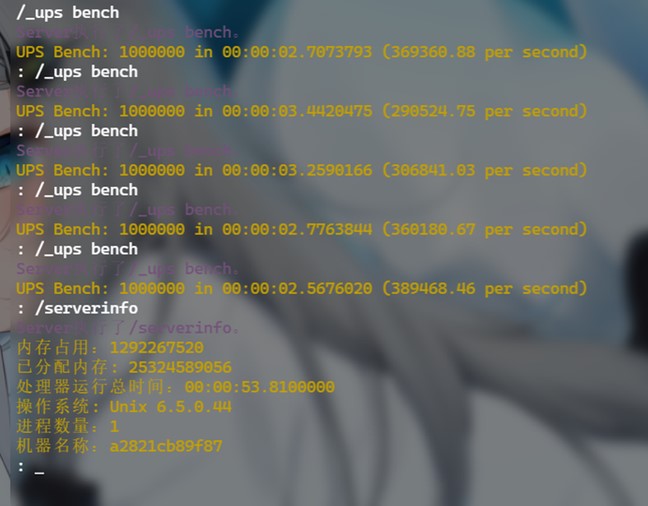 /_ups bench
Server执行了/_ups bench.
UPS Bench: 1000000 in 00:00:02.7073793 (369360.88 per second)
: /_ups bench
Server执行了/_ups bench.
UPS Bench: 1000000 in 00:00:03.4420475 (290524.75 per second)
: /_ups bench
Server执行了/_ups bench.
UPS Bench: 1000000 in 00:00:03.2590166 (306841.03 per second)
: /_ups bench
Server执行了/_ups bench.
UPS Bench: 1000000 in 00:00:02.7763844 (360180.67 per second)
: /_ups bench
Server执行了/_ups bench.
UPS Bench: 1000000 in 00:00:02.5676020 (389468.46 per second)
: /serverinfo
Server执行了/serverinfo.
内存占用: 1292267520
已分配内存: 25324589056
处理器运行总时间: 00:00:53.8100000
操作系统: Unix 6.5.0.44
进程数量: 1
机器名称: a2821cb89f87
: _